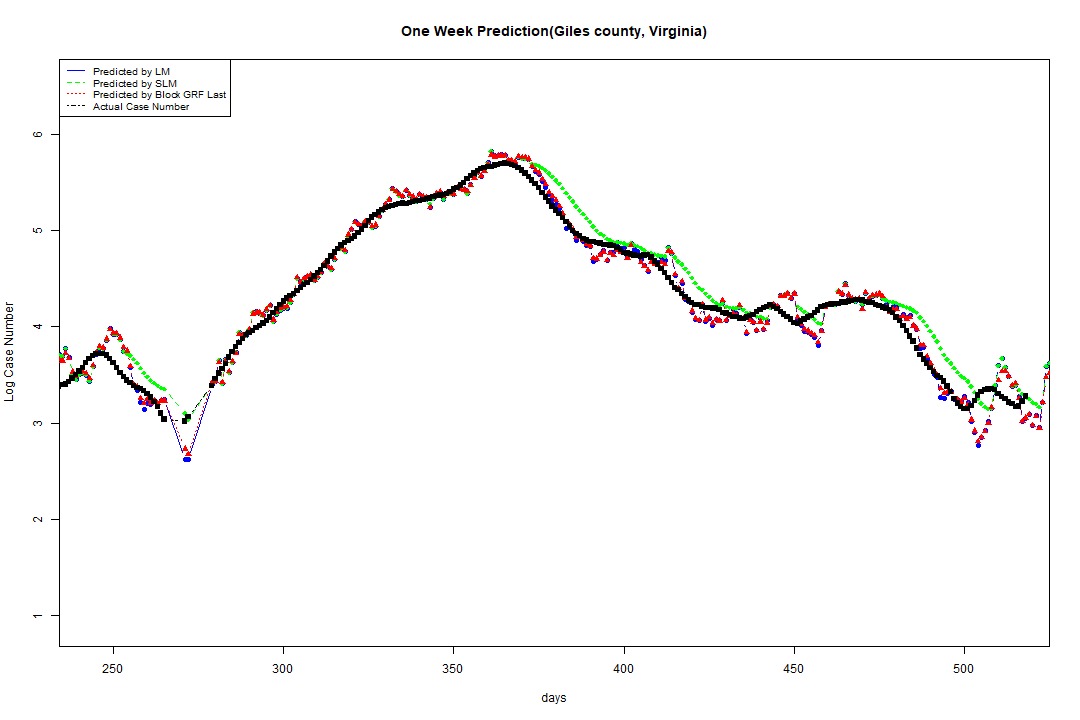 One Week Prediction(Giles county, Virginia)
Predicted by LM
Predicted by SLM
Predicted by Block GRF Last
Actual Case Number
6
5
4
3
2
1
Log Case Number
250 300 350 400 450 500
days